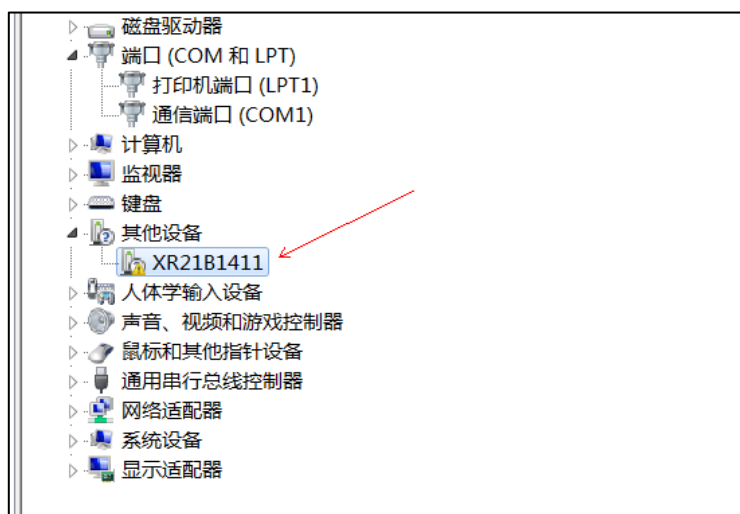 磁盘驱动器
端口 (COM 和 LPT)
打印机端口 (LPT1)
通信端口 (COM1)
计算机
监视器
键盘
其他设备
XR21B1411
人体学输入设备
声音、视频和游戏控制器
鼠标和其他指针设备
通用串行总线控制器
网络适配器
系统设备
显示适配器